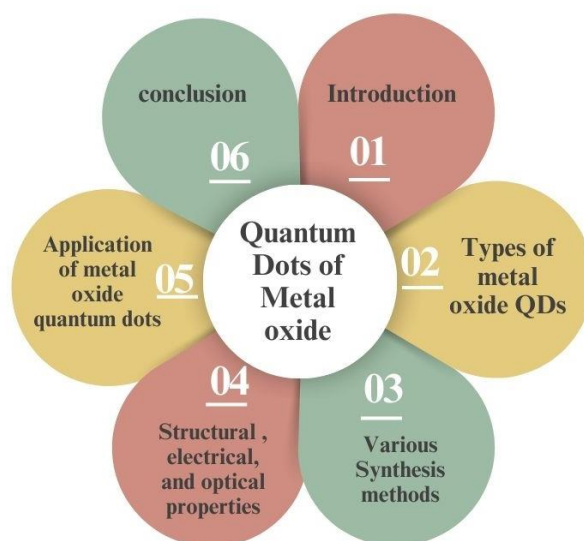 Quantum
Dots of
Metal
oxide
Introduction
01
02
Types of
metal
oxide QDs
03
Various
Synthesis
methods
04
Structural ,
electrical,
and optical
properties
05
Application
of metal
oxide
quantum dots
06
conclusion